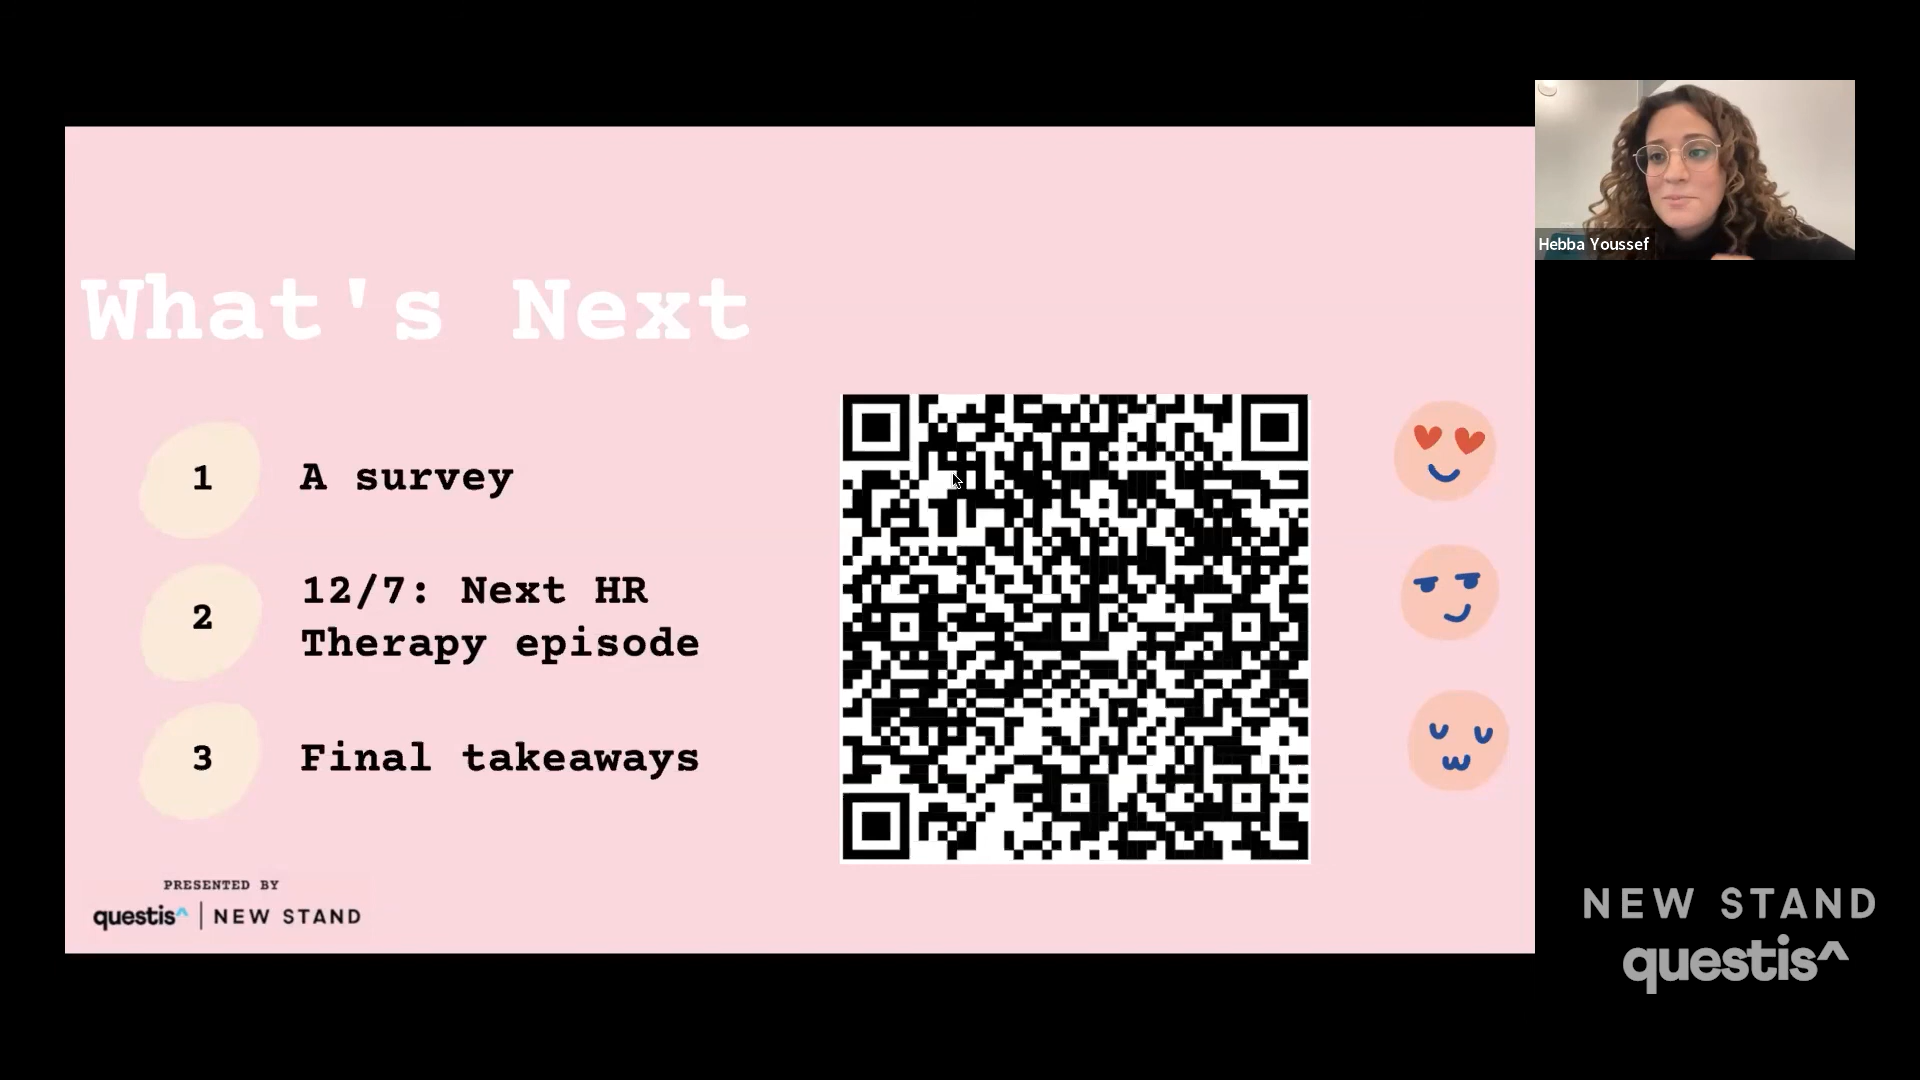 Hebba Youssef
What's Next
1 A survey
2 12/7: Next HR
Therapy episode
3 Final takeaways
PRESENTED BY
questis^ | NEW STAND
NEW STAND
questis^